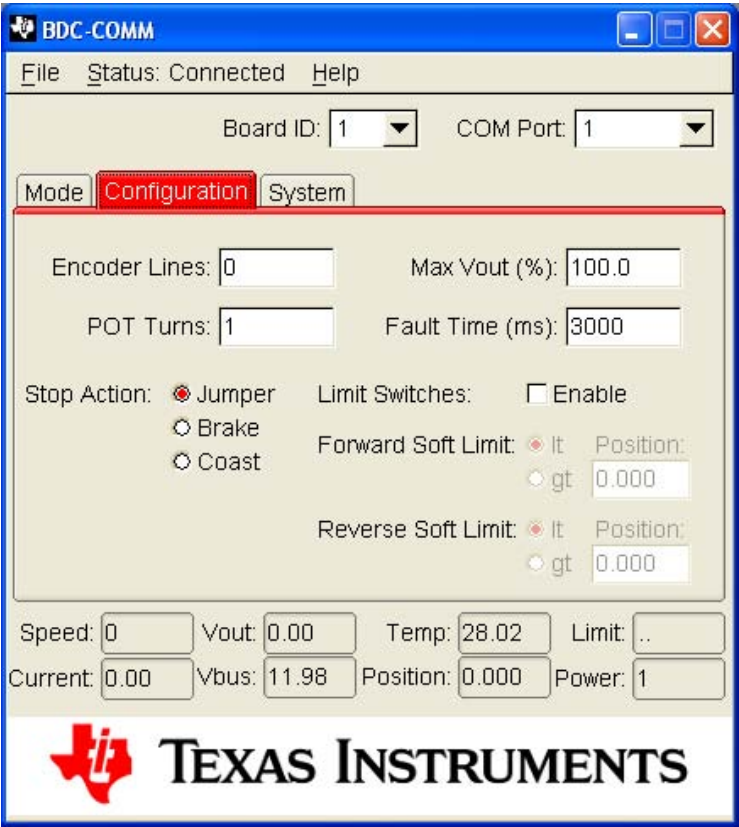 BDC-COMM
File Status: Connected Help
Board ID: 1 COM Port: 1
Mode Configuration System
Encoder Lines: 0 Max Vout (%): 100.0
POT Turns: 1 Fault Time (ms): 3000
Stop Action: Jumper Limit Switches: Enable
Brake
Forward Soft Limit: lt Position:
Coast
gt 0.000
Reverse Soft Limit: lt Position:
gt 0.000
Speed: 0 Vout: 0.00 Temp: 28.02 Limit: ..
Current: 0.00 Vbus: 11.98 Position: 0.000 Power: 1
TEXAS INSTRUMENTS